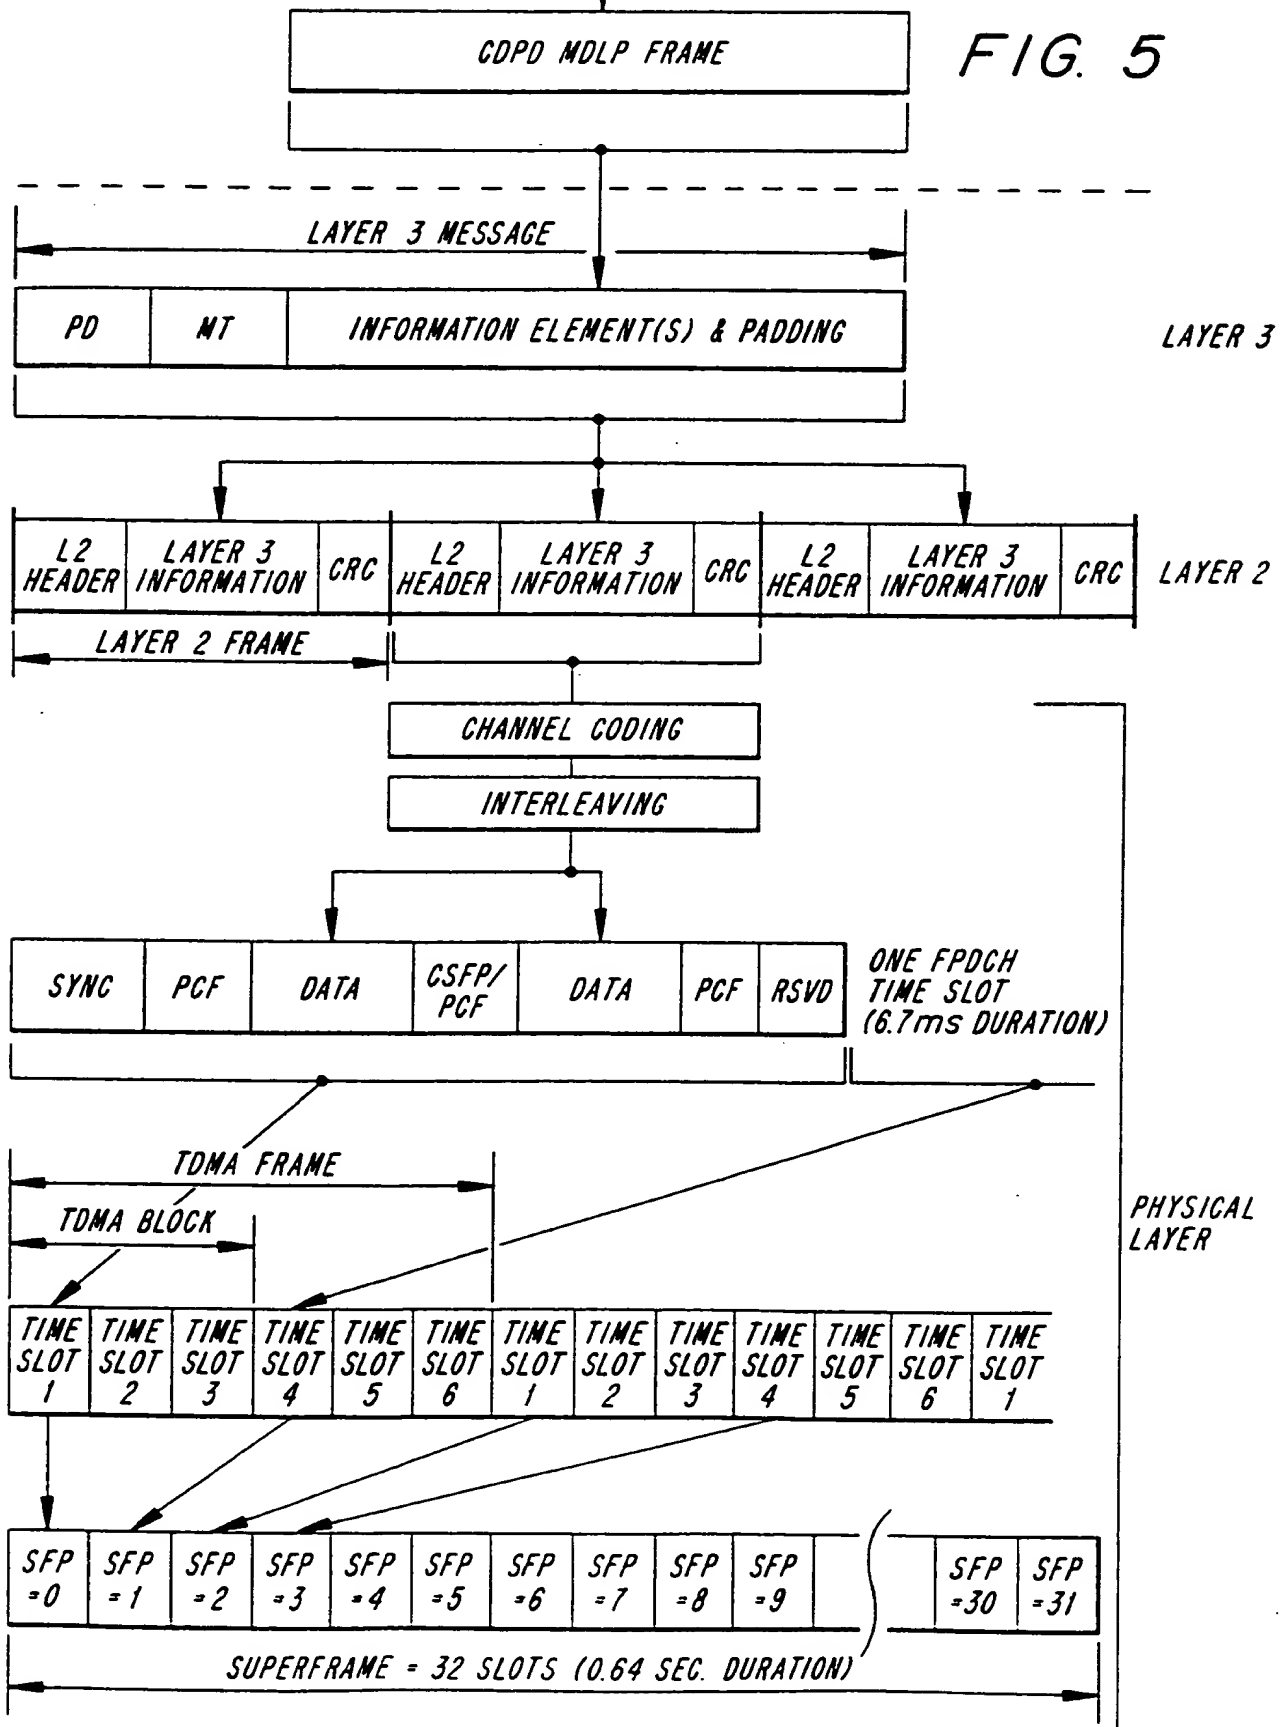 CDPD MDLP FRAME
FIG. 5
LAYER 3 MESSAGE
PD
MT
INFORMATION ELEMENT(S) & PADDING
LAYER 3
L2
HEADER
LAYER 3
INFORMATION
CRC
L2
HEADER
LAYER 3
INFORMATION
CRC
L2
HEADER
LAYER 3
INFORMATION
CRC
LAYER 2
LAYER 2 FRAME
CHANNEL CODING
INTERLEAVING
SYNC
PCF
DATA
CSFP/
PCF
DATA
PCF
RSVD
ONE FPDCH
TIME SLOT
(6.7ms DURATION)
TDMA FRAME
TDMA BLOCK
PHYSICAL
LAYER
TIME
SLOT
1
TIME
SLOT
2
TIME
SLOT
3
TIME
SLOT
4
TIME
SLOT
5
TIME
SLOT
6
TIME
SLOT
1
TIME
SLOT
2
TIME
SLOT
3
TIME
SLOT
4
TIME
SLOT
5
TIME
SLOT
6
TIME
SLOT
1
SFP
=0
SFP
=1
SFP
=2
SFP
=3
SFP
=4
SFP
=5
SFP
=6
SFP
=7
SFP
=8
SFP
=9
SFP
=30
SFP
=31
SUPERFRAME = 32 SLOTS (0.64 SEC. DURATION)